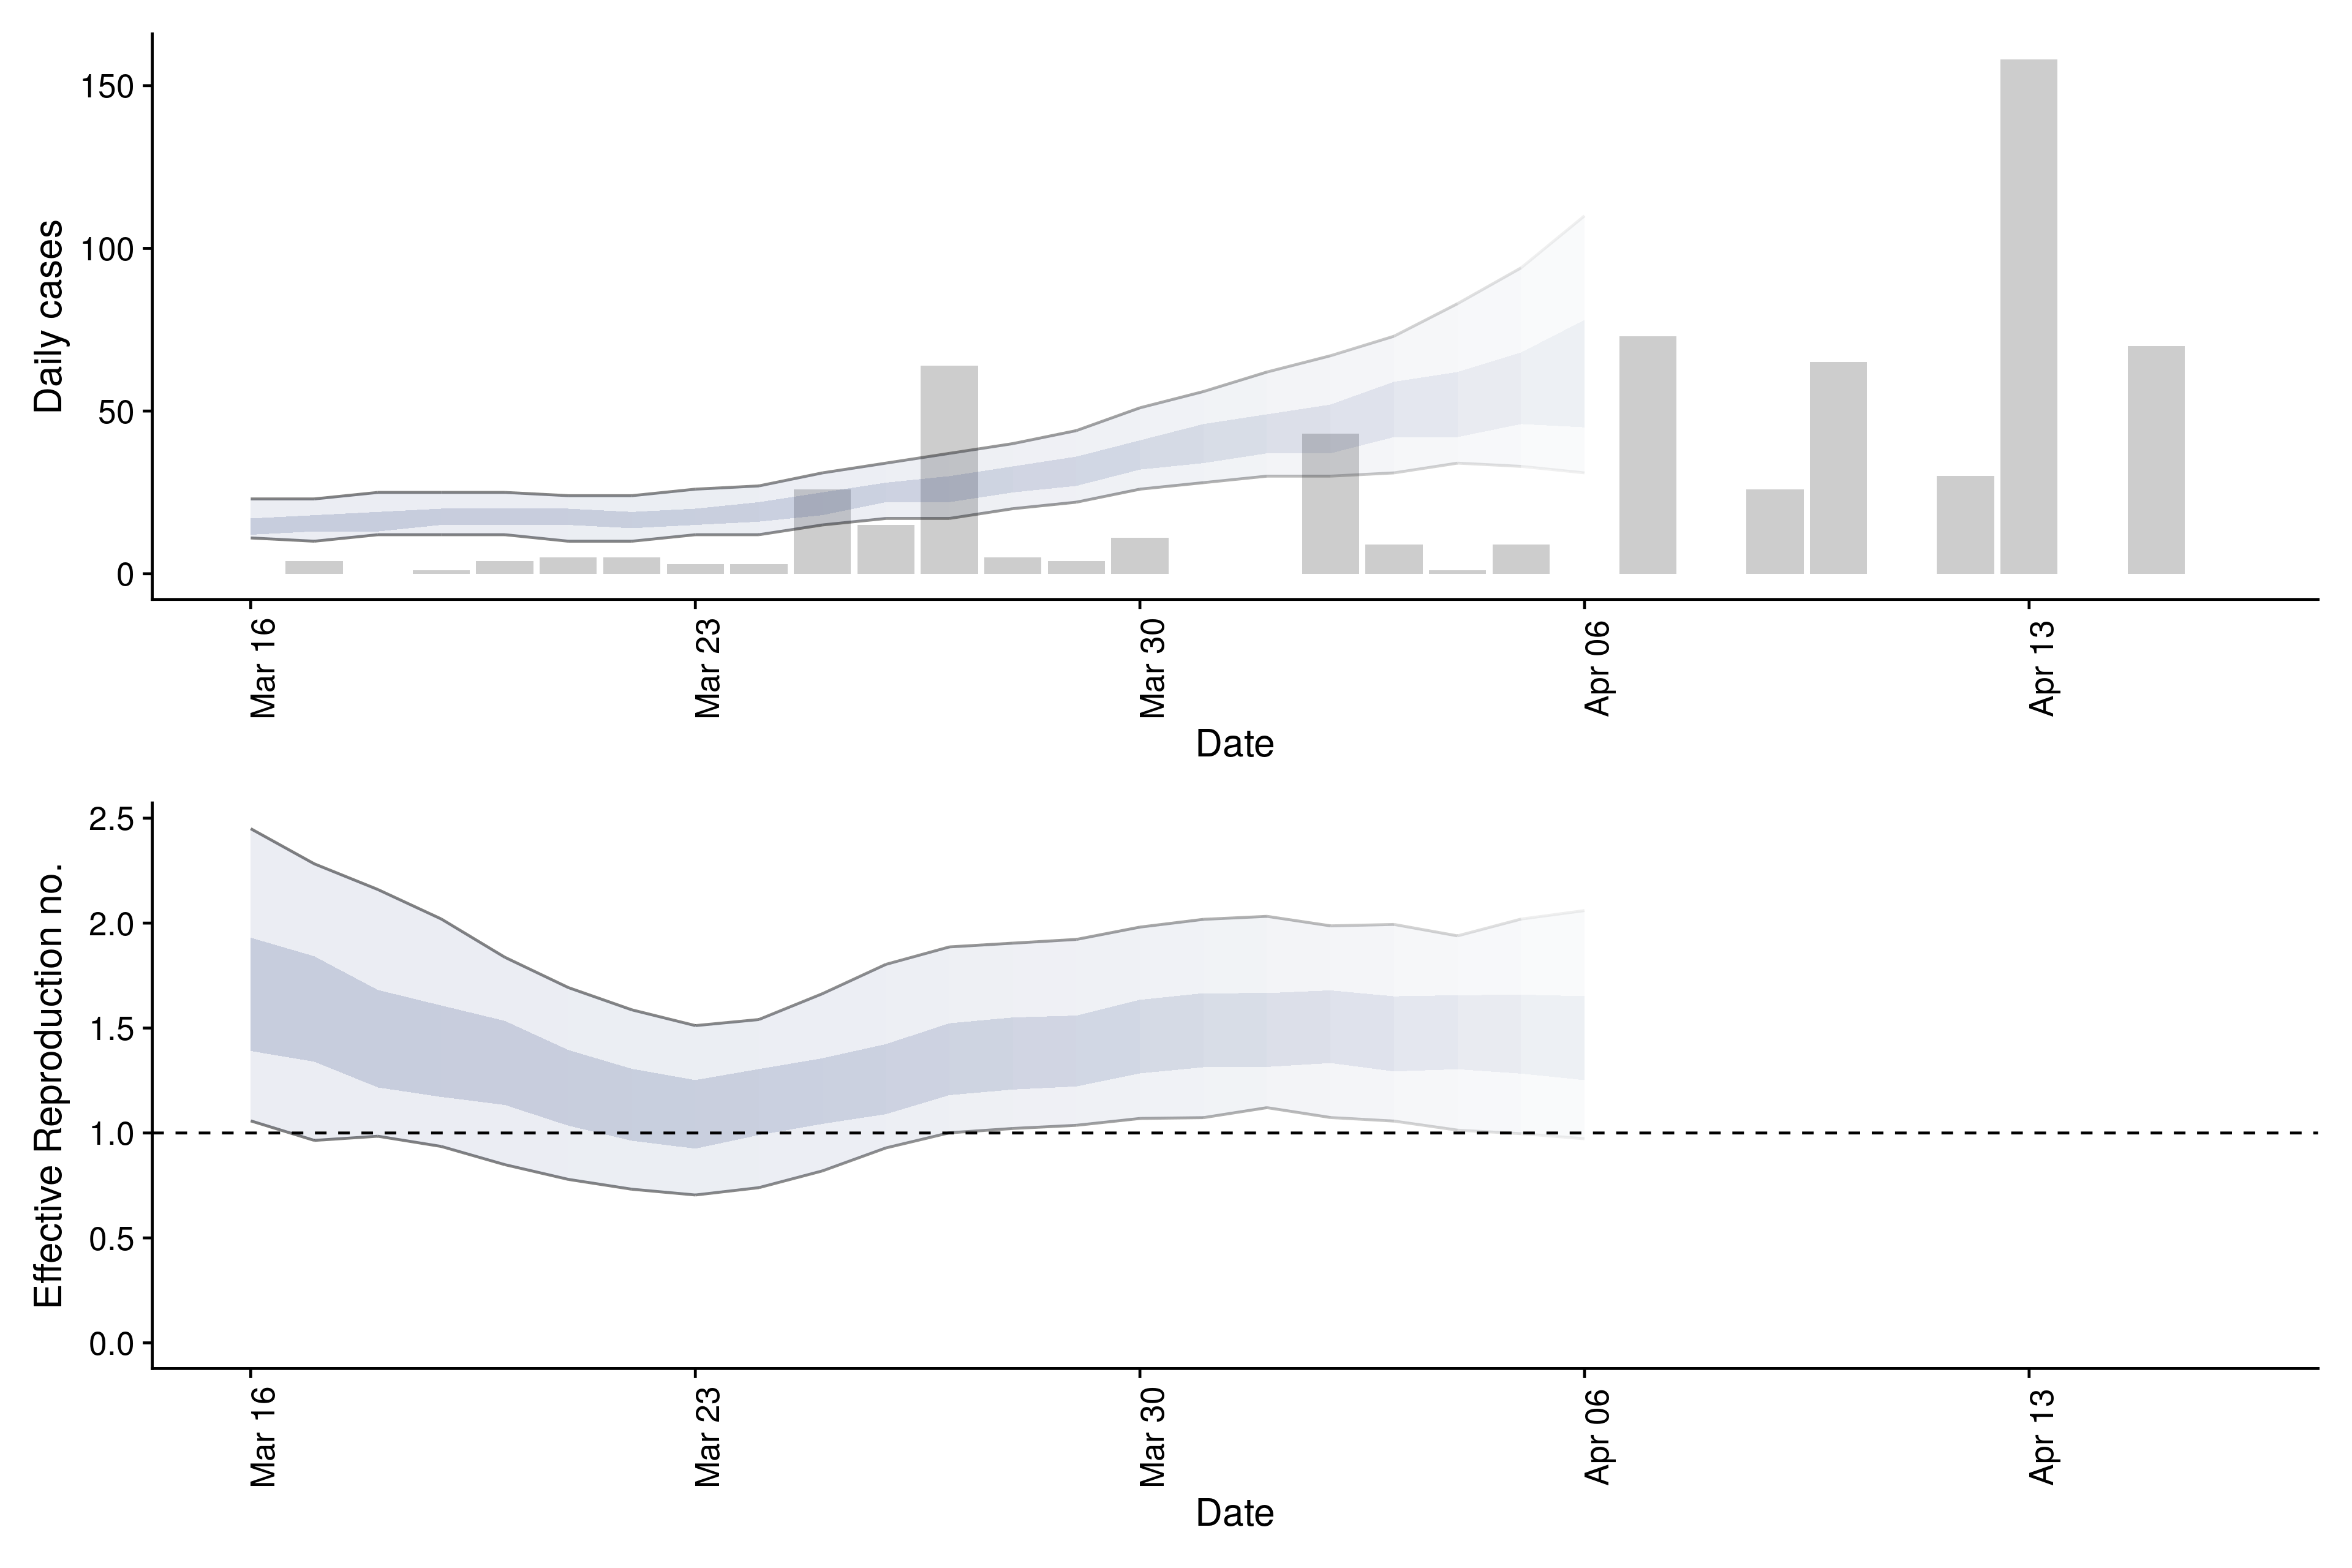 Daily cases
150
100
50
0
Mar 16
Mar 23
Mar 30
Apr 06
Apr 13
Date
Effective Reproduction no.
2.5
2.0
1.5
1.0
0.5
0.0
Mar 16
Mar 23
Mar 30
Apr 06
Apr 13
Date